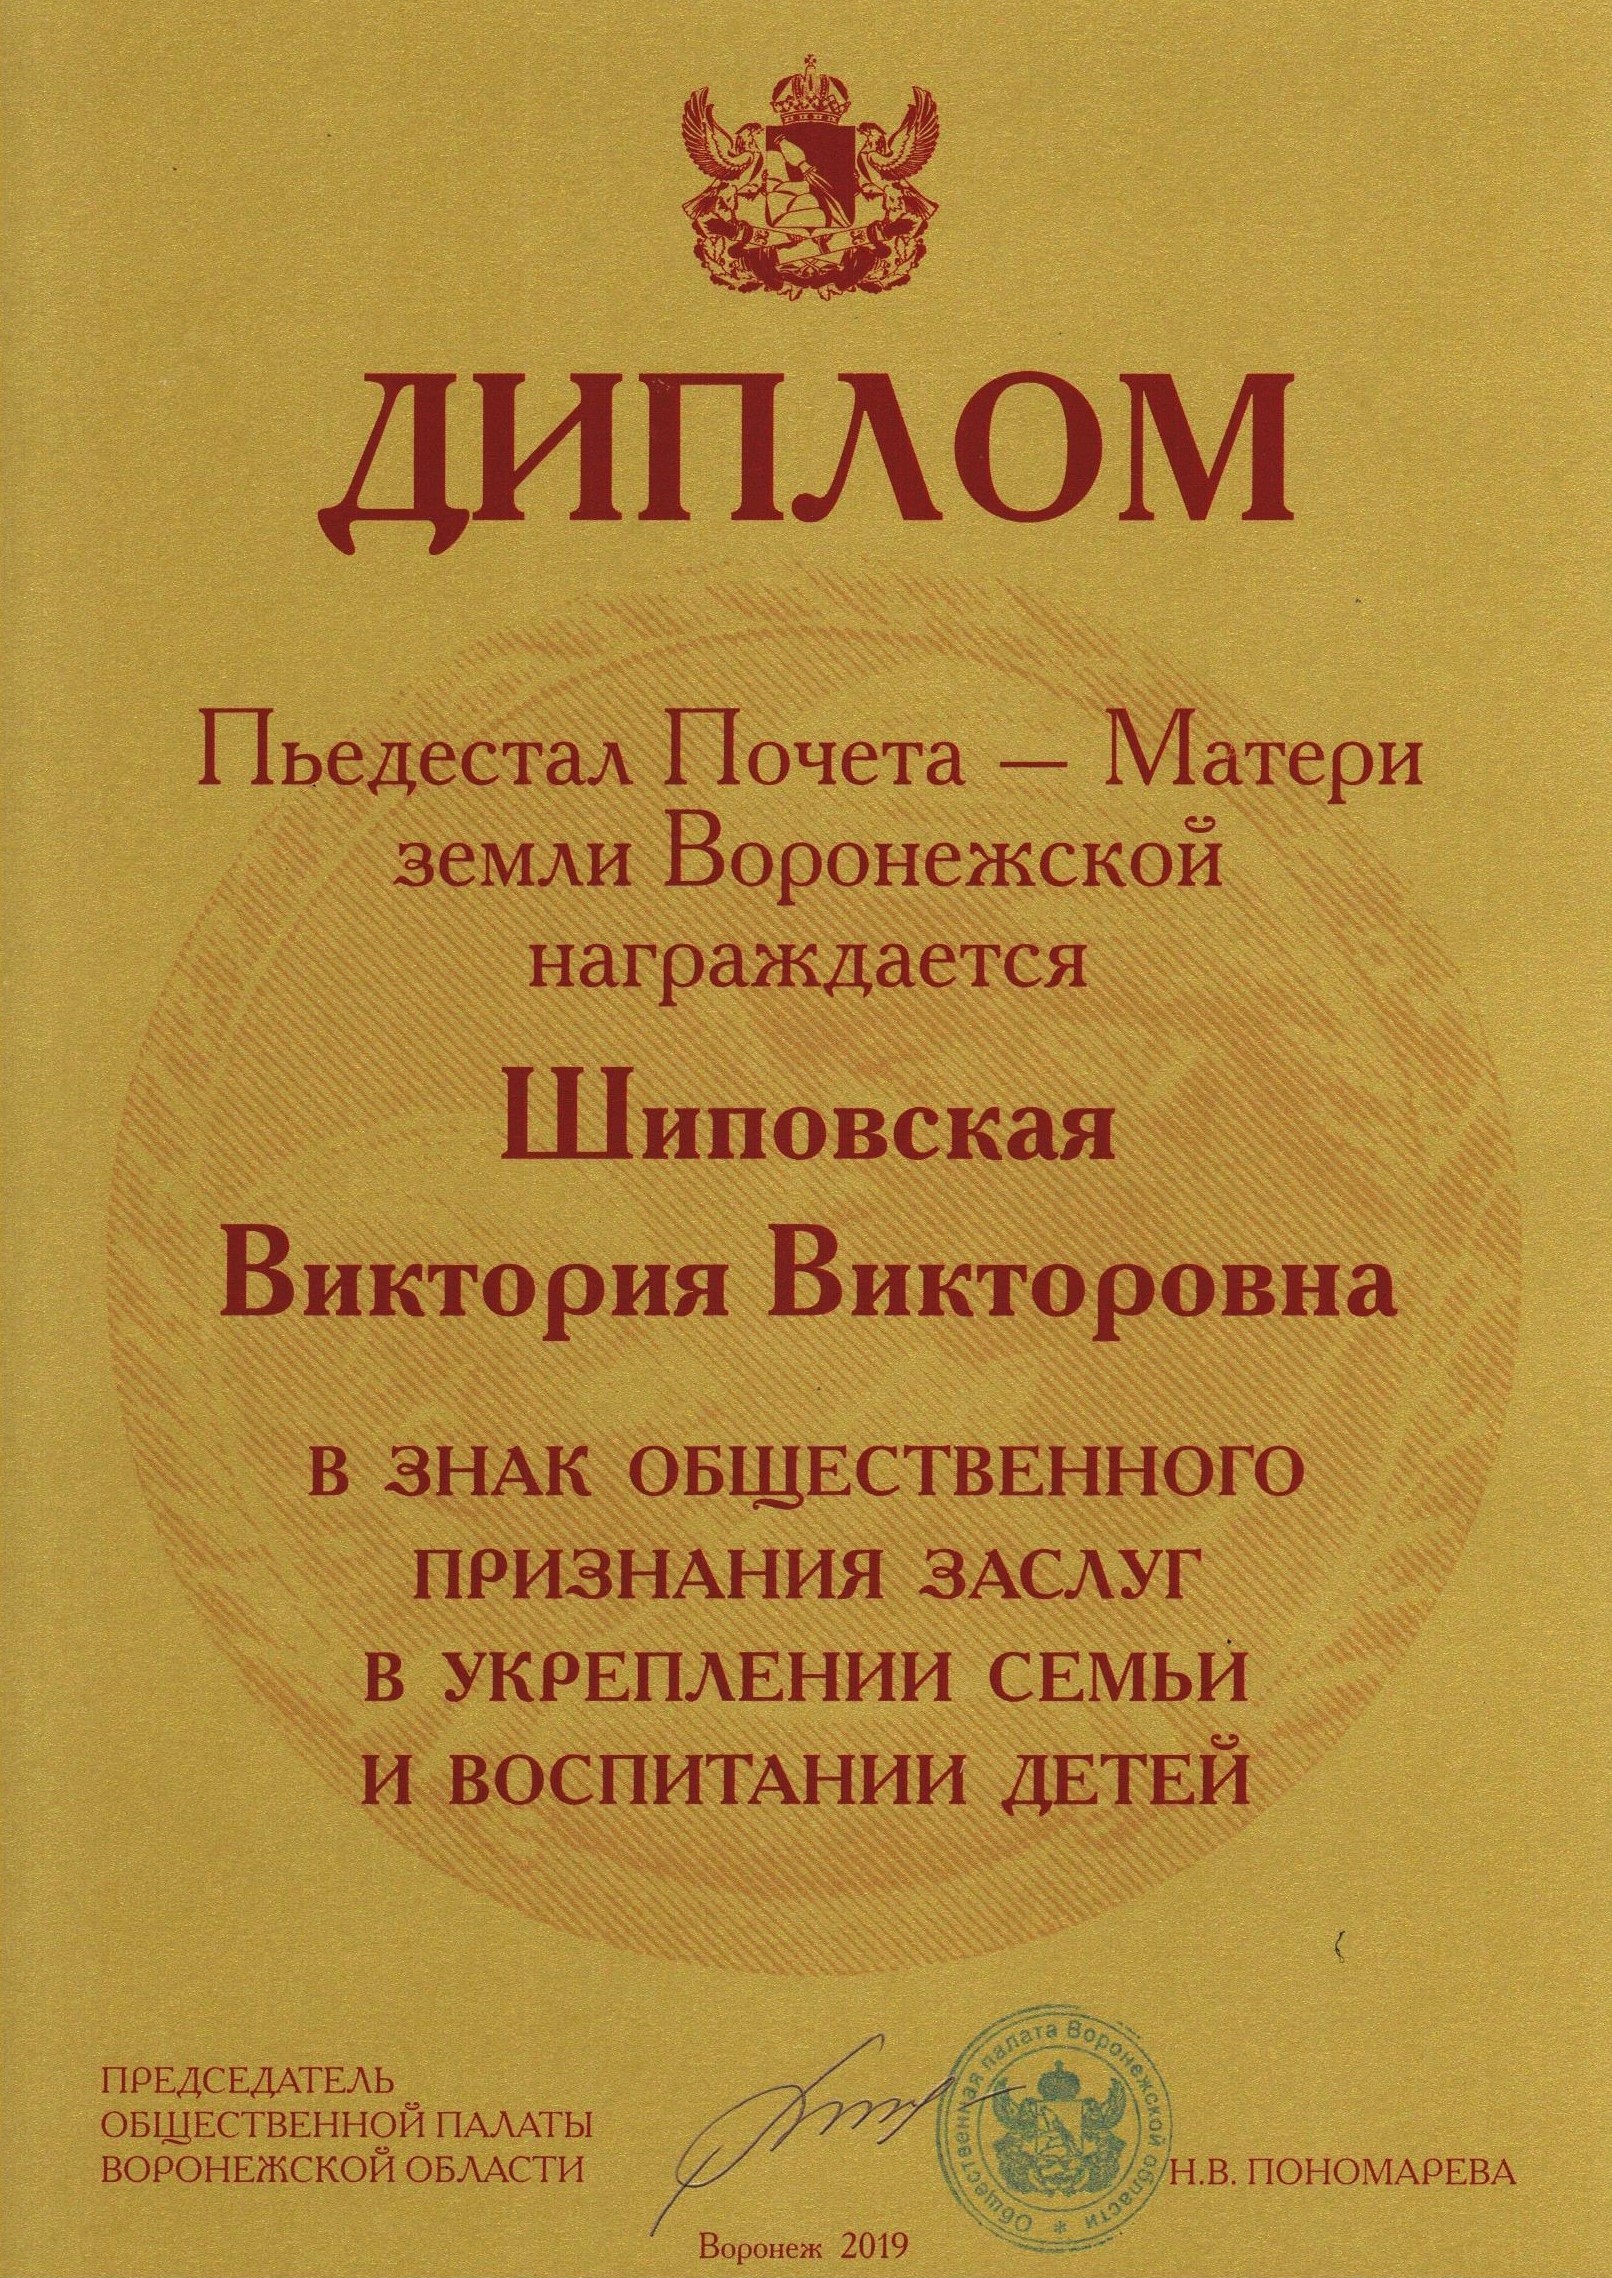 ДИПЛОМ
Пьедестал Почета — Матери
земли Воронежской
награждается
Шиповская
Виктория Викторовна
В ЗНАК ОБЩЕСТВЕННОГО
ПРИЗНАНИЯ ЗАСЛУГ
В УКРЕПЛЕНИИ СЕМЬИ
И ВОСПИТАНИИ ДЕТЕЙ
ПРЕДСЕДАТЕЛЬ
ОБЩЕСТВЕННОЙ ПАЛАТЫ
ВОРОНЕЖСКОЙ ОБЛАСТИ
Общественная палата Воронежской области *
Н.В. ПОНОМАРЕВА
Воронеж 2019